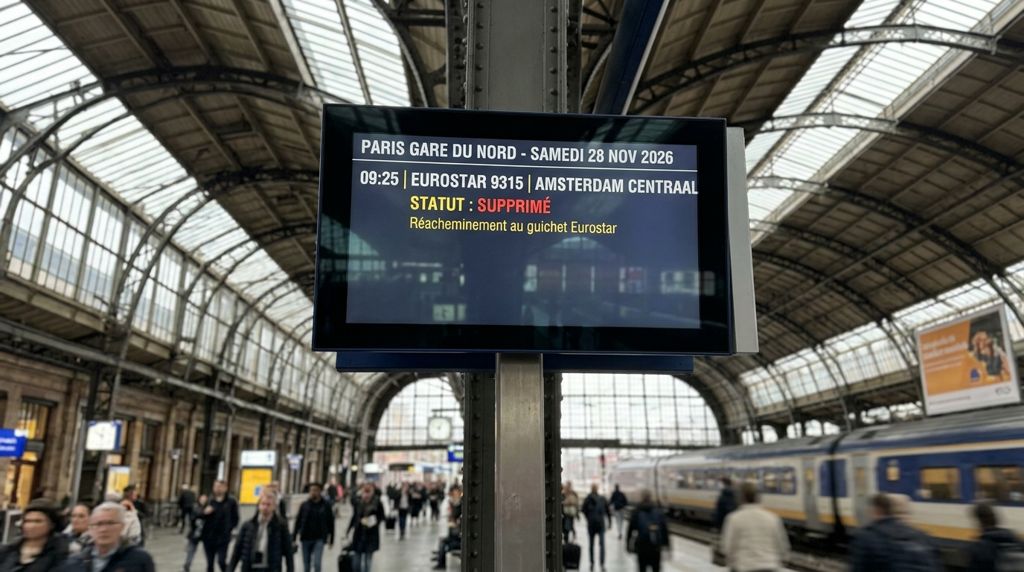 PARIS GARE DU NORD - SAMEDI 28 NOV 2026
09:25 | EUROSTAR 9315 | AMSTERDAM CENTRAAL
STATUT : SUPPRIMÉ
Réacheminement au guichet Eurostar